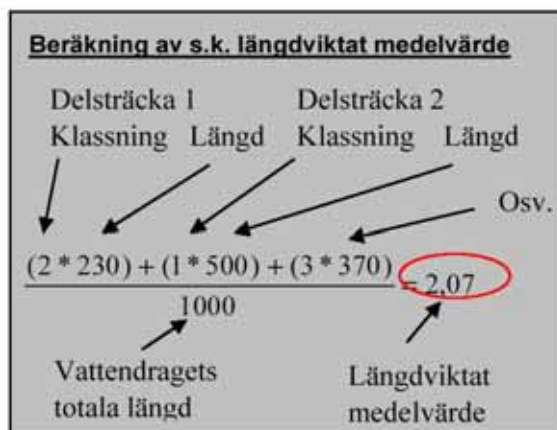 Beräkning av s.k. längdviktat medelvärde
Delsträcka 1 Delsträcka 2
Klassning Längd Klassning Längd
Osv.
(2 * 230) + (1 * 500) + (3 * 370)
= 2,07
1000
Vattendragets Längdviktat
totala längd medelvärde